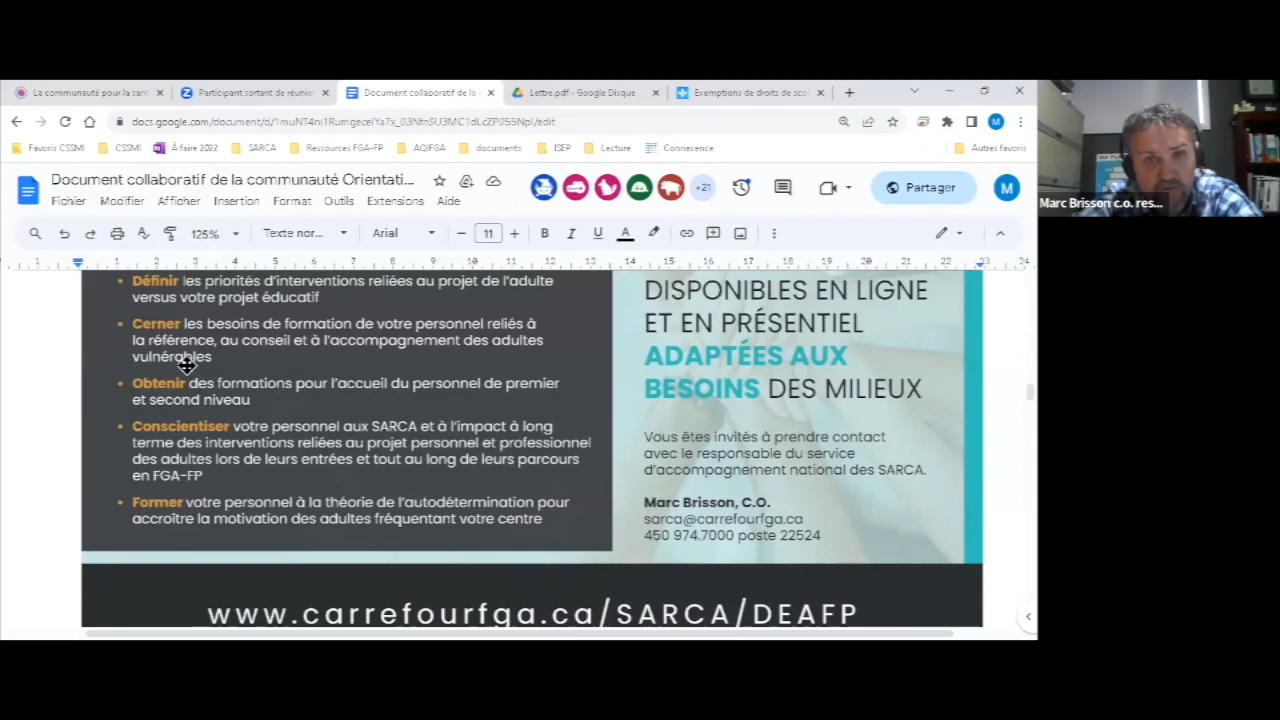 La communauté pour la san
Participant sortant de réunio
Document collaboratif de la
Lettre.pdf - Google Disque
Exemptions de droits de scol
Favoris CSSMI
CSSMI
À faire 2022
SARCA
Ressources FGA-FP
AQIFGA
documents
ISEP
Lecture
Connesence
Autres favoris
Document collaboratif de la communauté Orientati...
+21
Partager
M
Fichier Modifier Afficher Insertion Format Outils Extensions Aide
125% Texte nor... Arial 11
Définir les priorités d'interventions reliées au projet de l'adulte
versus votre projet éducatif
Cerner les besoins de formation de votre personnel reliés à
la référence, au conseil et à l'accompagnement des adultes
vulnérables
Obtenir des formations pour l'accueil du personnel de premier
et second niveau
Conscientiser votre personnel aux SARCA et à l'impact à long
terme des interventions reliées au projet personnel et professionnel
des adultes lors de leurs entrées et tout au long de leurs parcours
en FGA-FP
Former votre personnel à la théorie de l'autodétermination pour
accroître la motivation des adultes fréquentant votre centre
DISPONIBLES EN LIGNE
ET EN PRÉSENTIEL
ADAPTÉES AUX
BESOINS DES MILIEUX
Vous êtes invités à prendre contact
avec le responsable du service
d'accompagnement national des SARCA.
Marc Brisson, C.O.
sarca@carrefourfga.ca
450 974.7000 poste 22524
www.carrefourfga.ca/SARCA/DEAFP
Marc Brisson c.o. res...